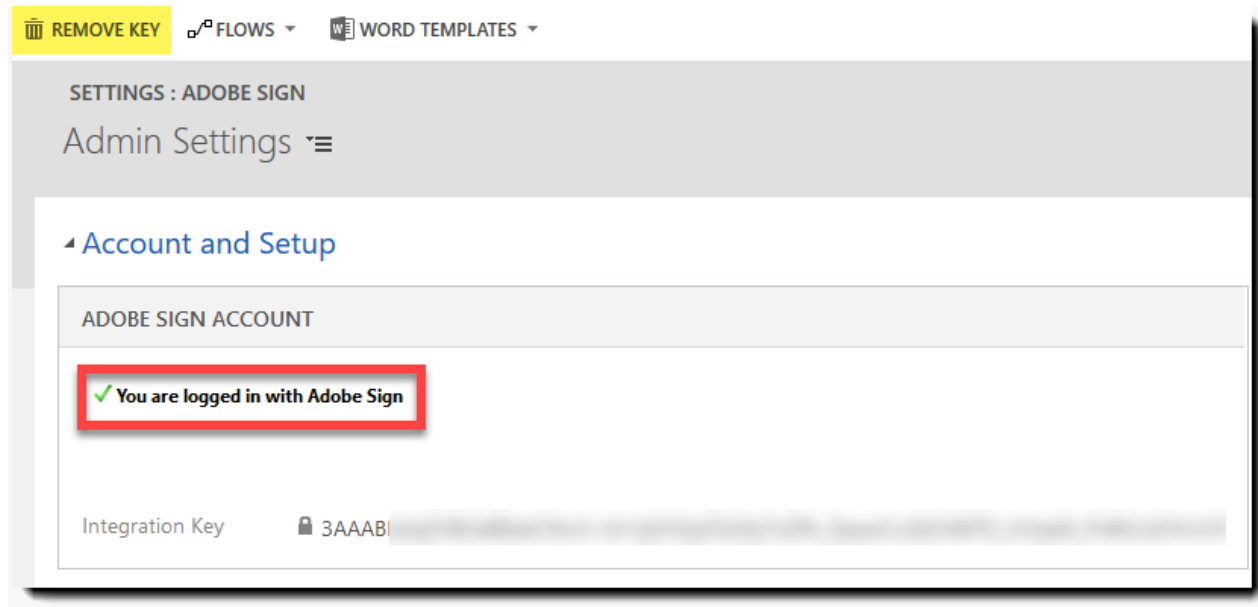 REMOVE KEY FLOWS WORD TEMPLATES
SETTINGS : ADOBE SIGN
Admin Settings
Account and Setup
ADOBE SIGN ACCOUNT
You are logged in with Adobe Sign
Integration Key 3AAAB